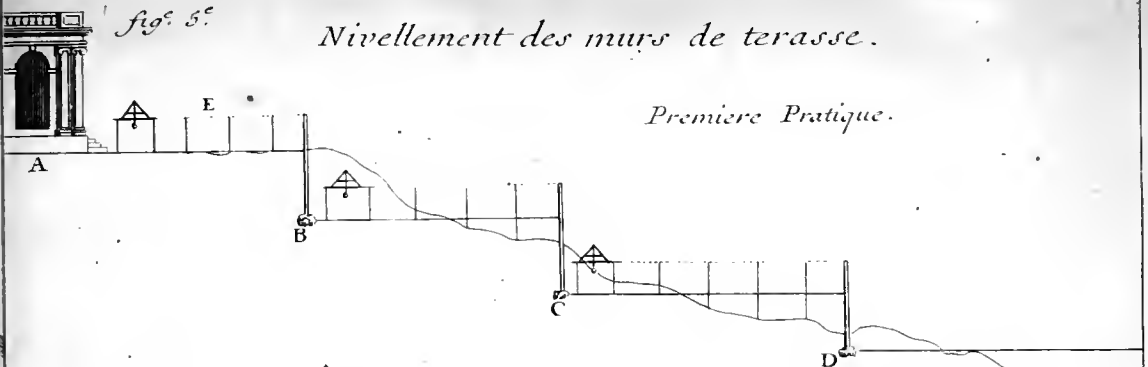 fig.e 5.e
Nivellement des murs de terasse.
Premiere Pratique.
E
A
B
C
D